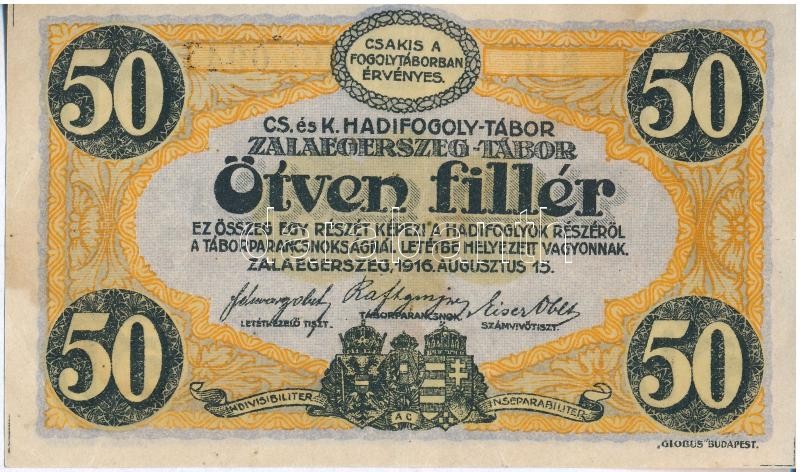 50
CSAKIS A
FOGOLYTÁBORBAN
ÉRVÉNYES.
50
CS. és K. HADIFOGOLY-TÁBOR
ZALAEGERSZEG-TÁBOR
Ötven fillér
EZ ÖSSZEG EGY RÉSZÉT KÉPEZI A HADIFOGLYOK RÉSZÉRŐL
A TÁBORPARANCSNOKSÁGNÁL LETÉTBE HELYEZETT VAGYONNAK.
ZALAEGERSZEG, 1916. AUGUSZTUS 15.
LETÉTKEZELŐ TISZT.
TÁBORPARANCSNOK.
SZÁMVIVŐTISZT.
50
50
INDIVISIBILITER
AC
INSEPARABILITER
„GLOBUS" BUDAPEST.